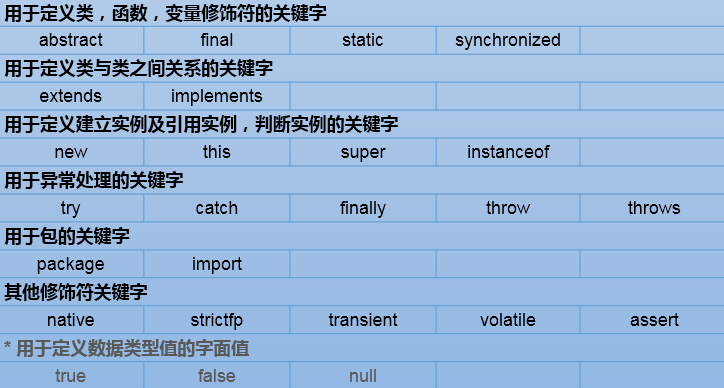 用于定义类，函数，变量修饰符的关键字
abstract final static synchronized
用于定义类与类之间关系的关键字
extends implements
用于定义建立实例及引用实例，判断实例的关键字
new this super instanceof
用于异常处理的关键字
try catch finally throw throws
用于包的关键字
package import
其他修饰符关键字
native strictfp transient volatile assert
* 用于定义数据类型值的字面值
true false null